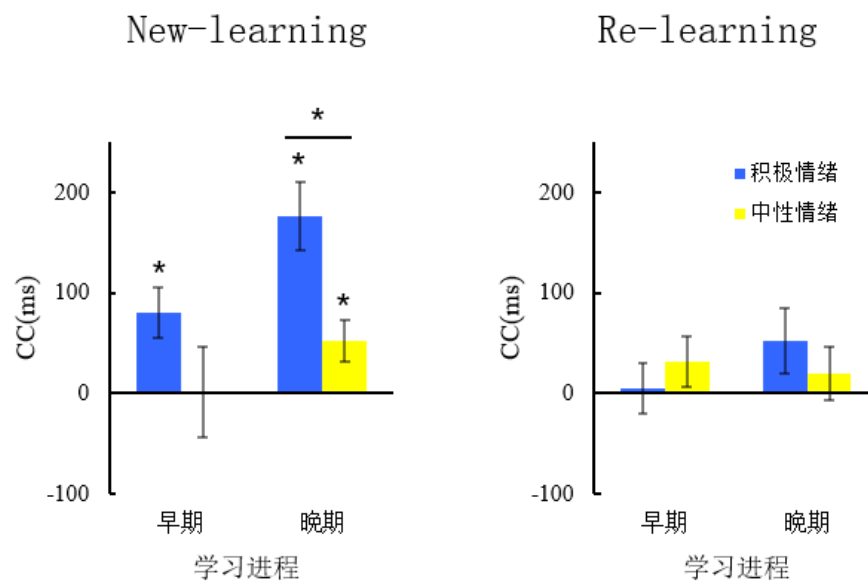 New-learning
*
*
*
*
200
100
0
-100
CC(ms)
早期
晚期
学习进程
Re-learning
积极情绪
中性情绪
200
100
0
-100
CC(ms)
早期
晚期
学习进程